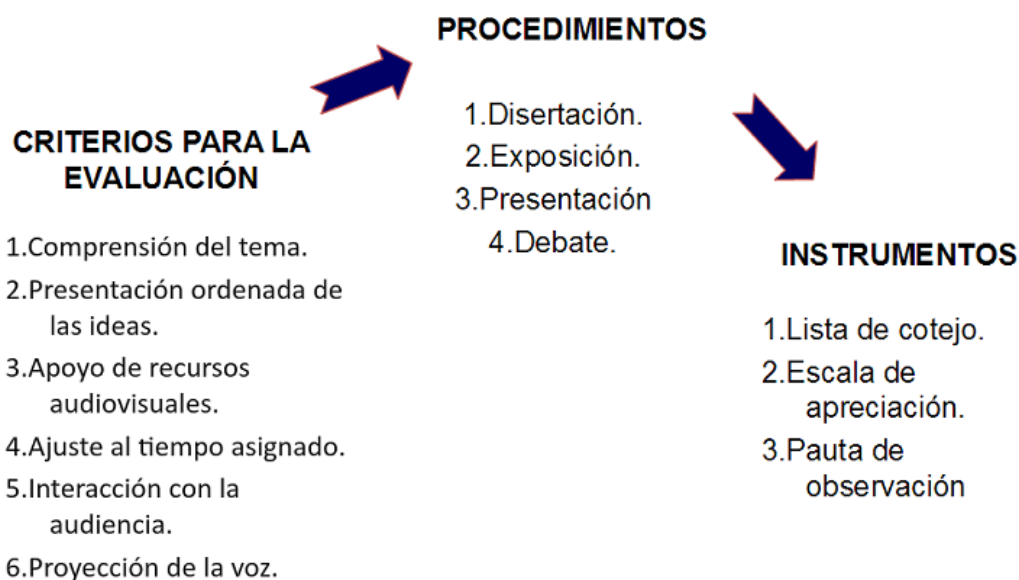 CRITERIOS PARA LA
EVALUACIÓN
1.Comprensión del tema.
2.Presentación ordenada de
las ideas.
3.Apoyo de recursos
audiovisuales.
4.Ajuste al tiempo asignado.
5.Interacción con la
audiencia.
6.Proyección de la voz.
PROCEDIMIENTOS
1.Disertación.
2.Exposición.
3.Presentación
4.Debate.
INSTRUMENTOS
1.Lista de cotejo.
2.Escala de
apreciación.
3.Pauta de
observación